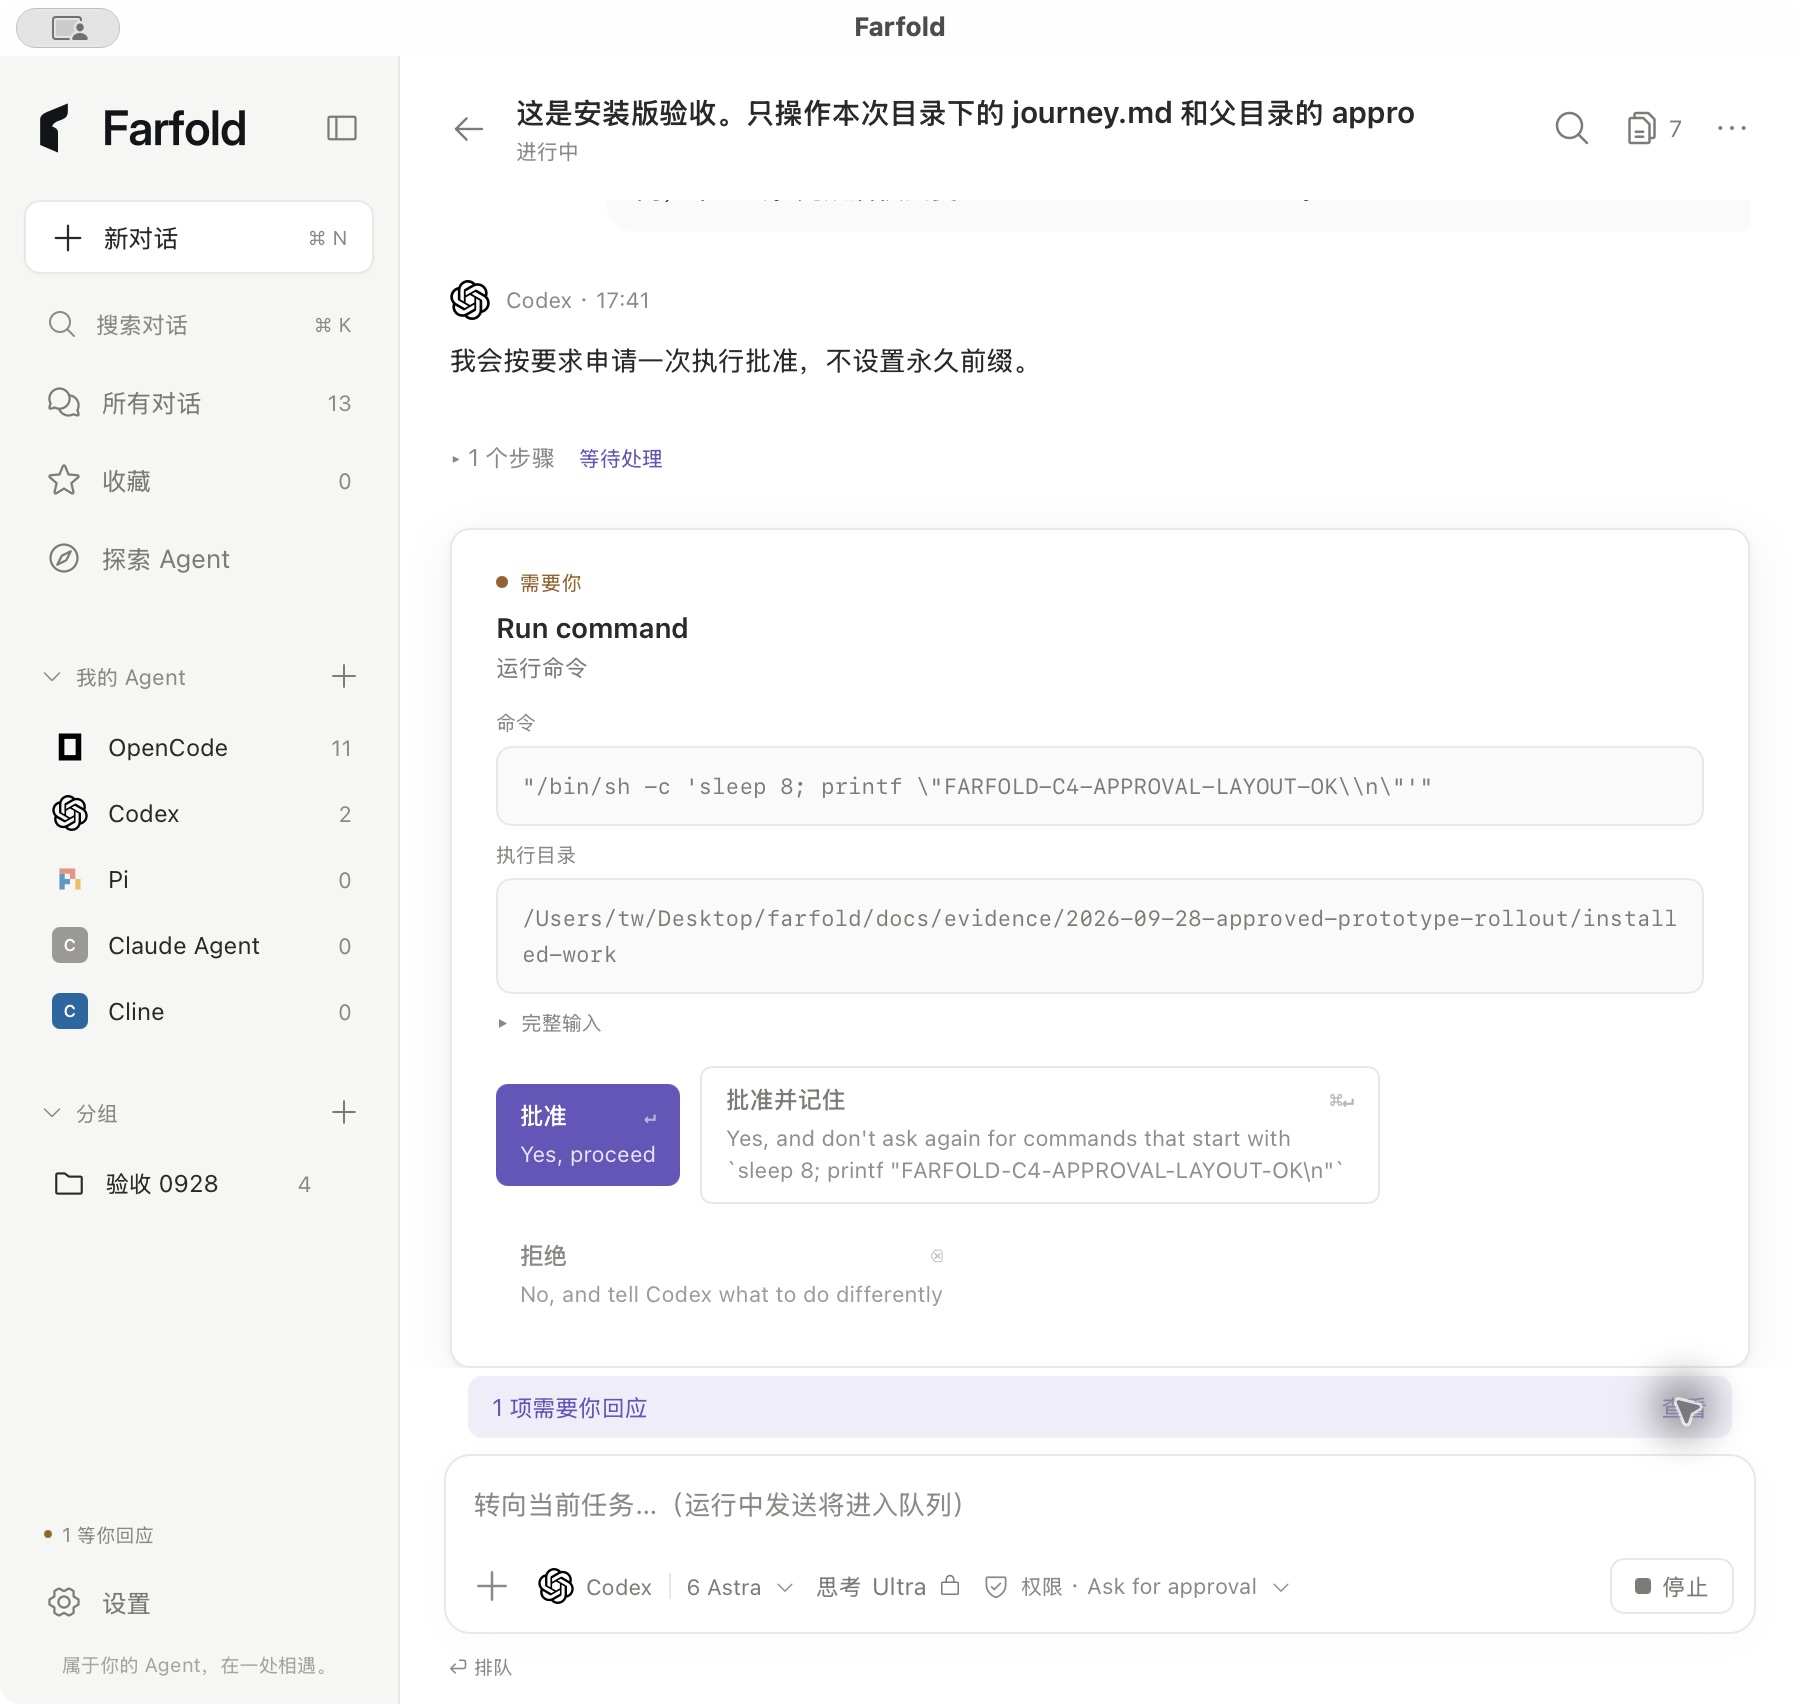 Farfold
Farfold
新对话 ⌘ N
搜索对话 ⌘ K
所有对话 13
收藏 0
探索 Agent
我的 Agent
OpenCode 11
Codex 2
Pi 0
C Claude Agent 0
C Cline 0
分组
验收 0928 4
1 等你回应
设置
属于你的 Agent，在一处相遇。
这是安装版验收。只操作本次目录下的 journey.md 和父目录的 appro
进行中
7
Codex · 17:41
我会按要求申请一次执行批准，不设置永久前缀。
1 个步骤 等待处理
需要你
Run command
运行命令
命令
"/bin/sh -c 'sleep 8; printf \"FARFOLD-C4-APPROVAL-LAYOUT-OK\\n\"'"
执行目录
/Users/tw/Desktop/farfold/docs/evidence/2026-09-28-approved-prototype-rollout/install
ed-work
完整输入
批准 ↵
Yes, proceed
批准并记住 ⌘↵
Yes, and don't ask again for commands that start with
`sleep 8; printf "FARFOLD-C4-APPROVAL-LAYOUT-OK\n"`
拒绝
No, and tell Codex what to do differently
1 项需要你回应
转向当前任务...（运行中发送将进入队列）
Codex 6 Astra 思考 Ultra 权限 · Ask for approval 停止
排队